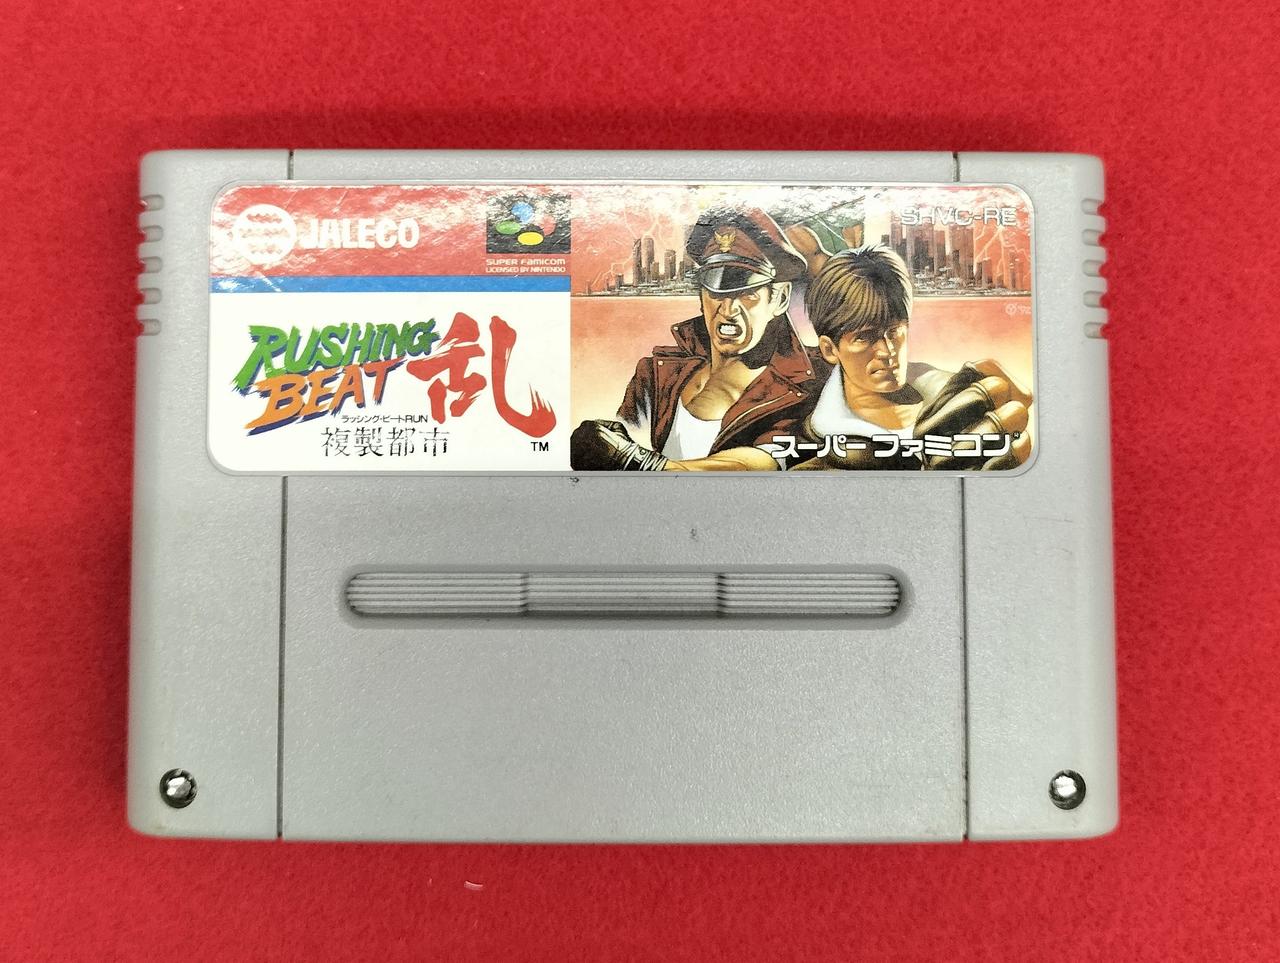 JALECO
SUPER FAMICOM
LICENSED BY NINTENDO
SHVC-RE
RUSHING
BEAT 乱
ラッシング・ビートRUN
複製都市
TM
スーパーファミコン